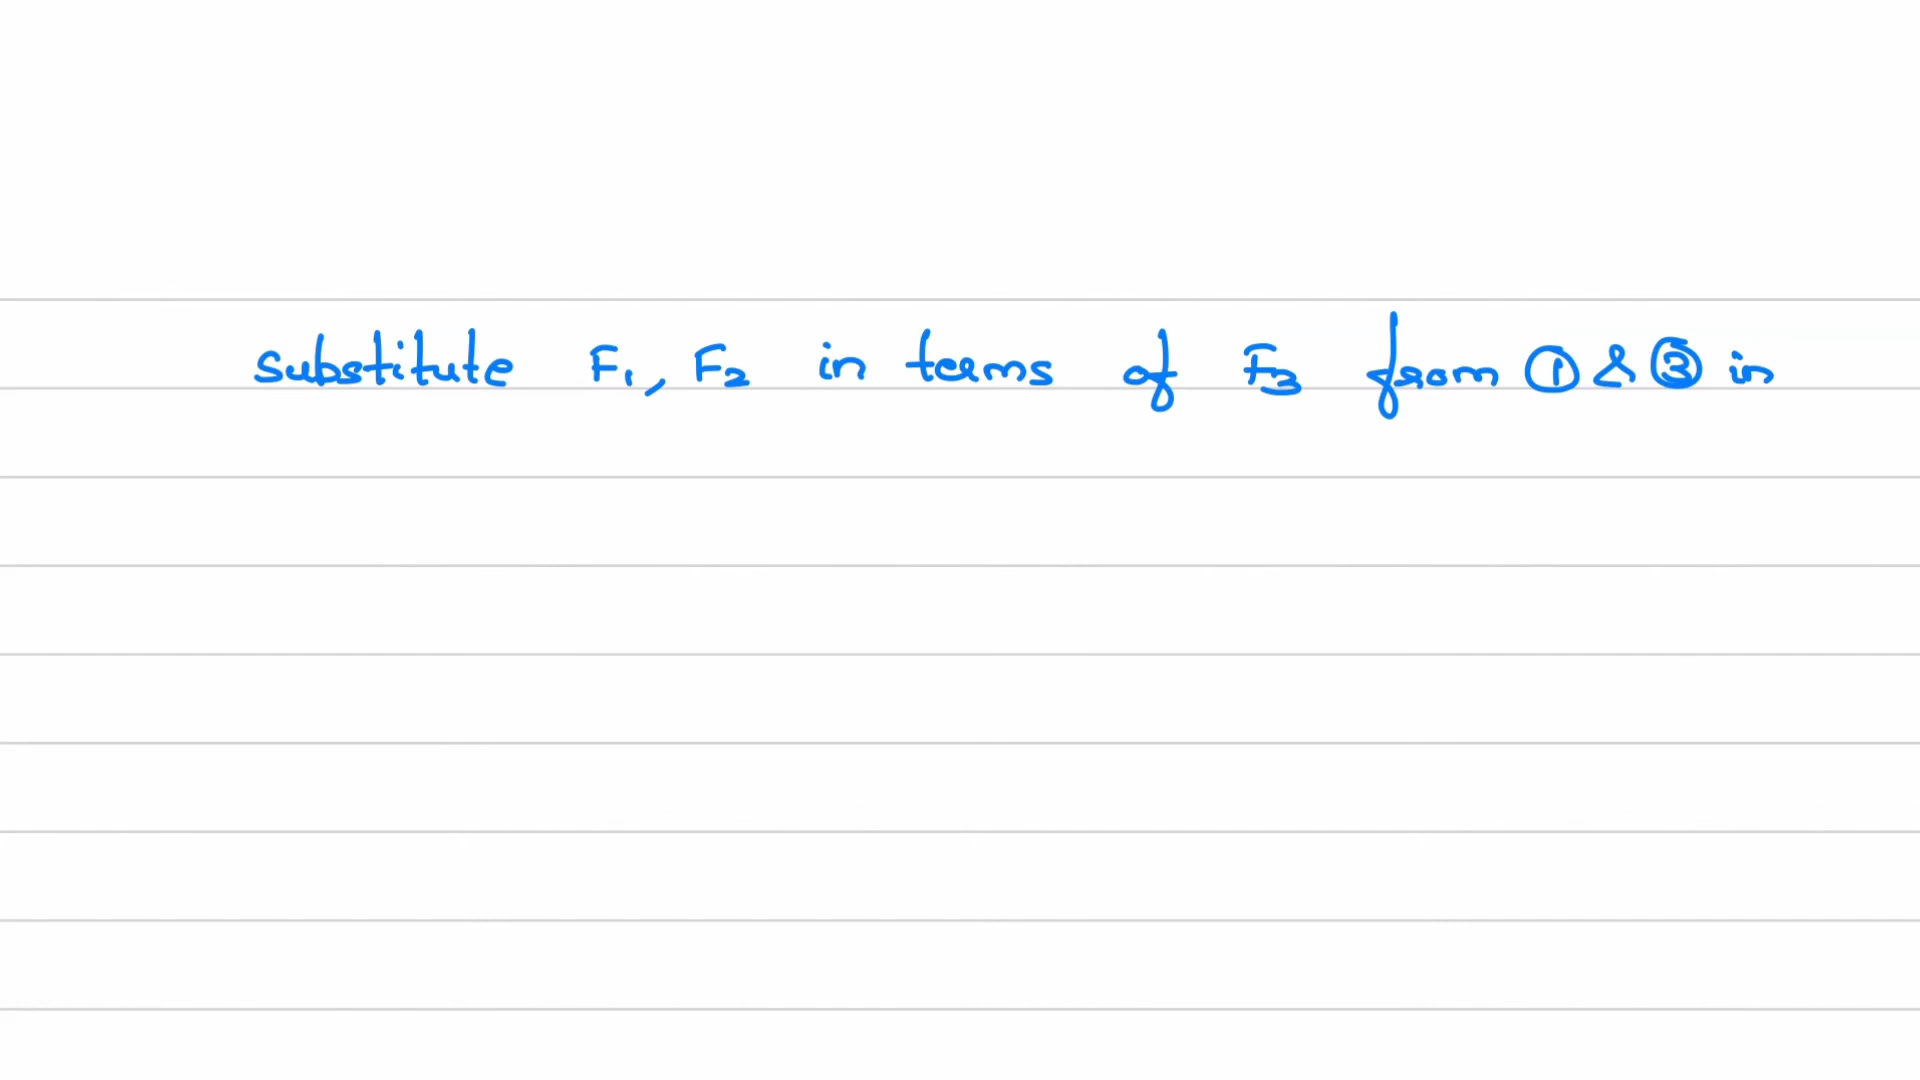 substitute F₁, F₂ in terms of F₃ from ① & ③ in